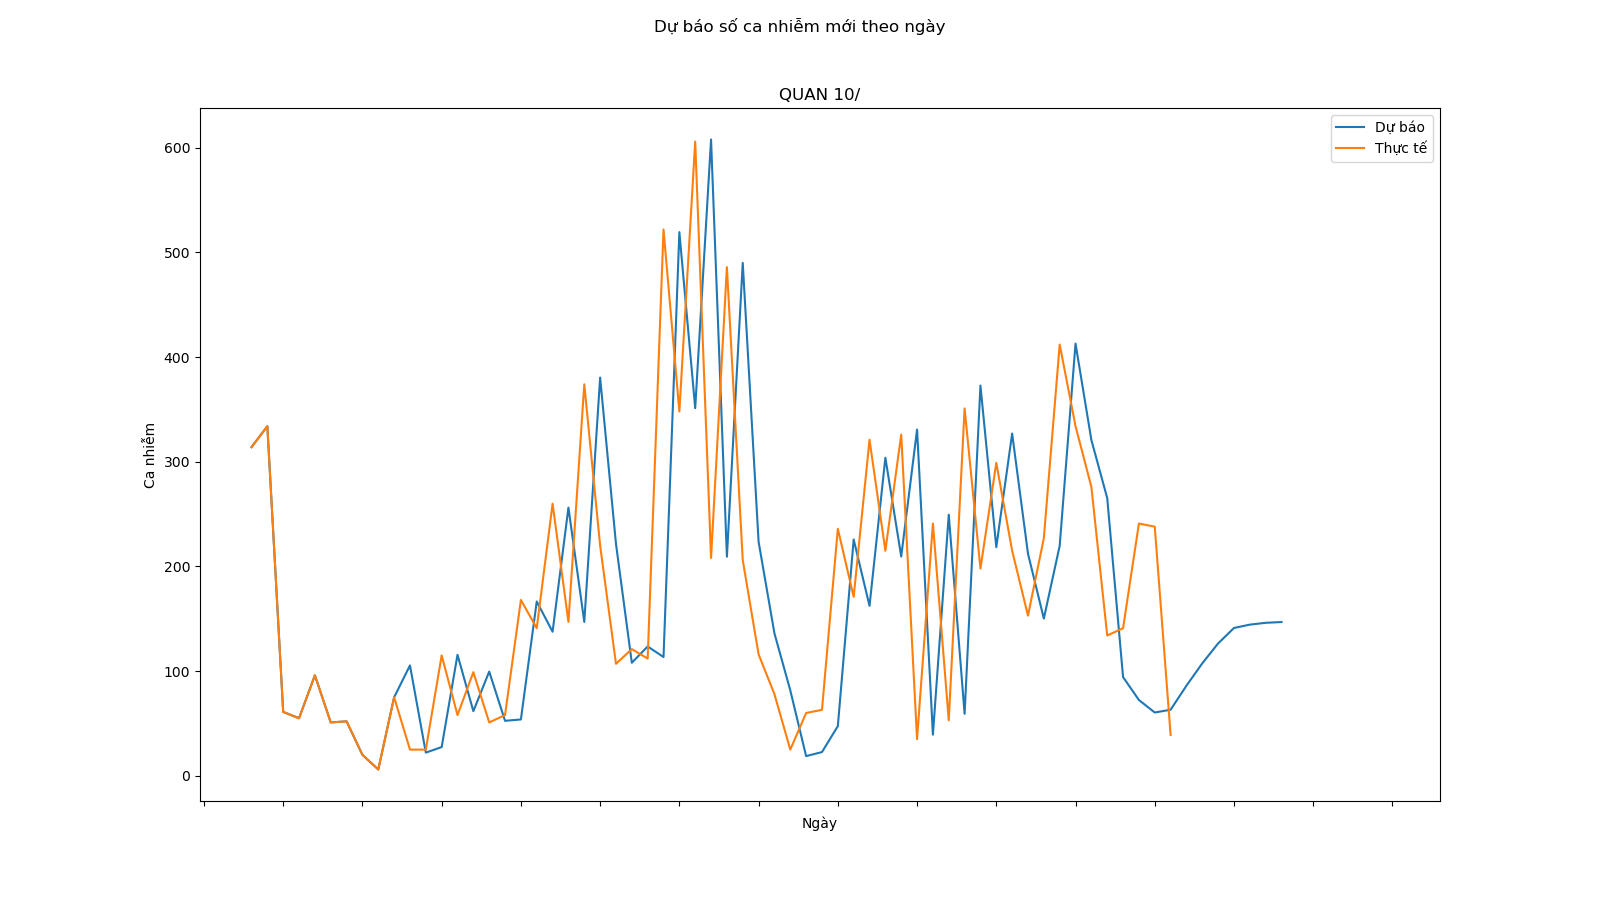 Dự báo số ca nhiễm mới theo ngày
QUAN 10/
Dự báo
Thực tế
600
500
400
300
200
100
0
Ca nhiễm
Ngày